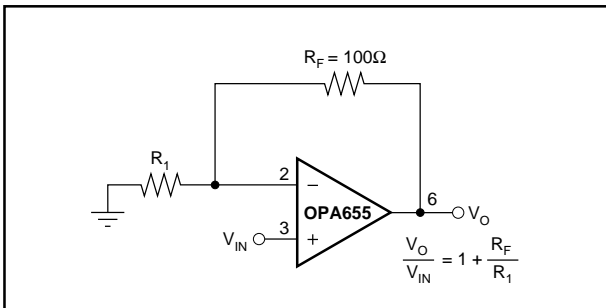 R_F = 100Ω
R_1
2
−
OPA655
6
V_O
3
+
V_IN
V_O / V_IN = 1 + R_F / R_1